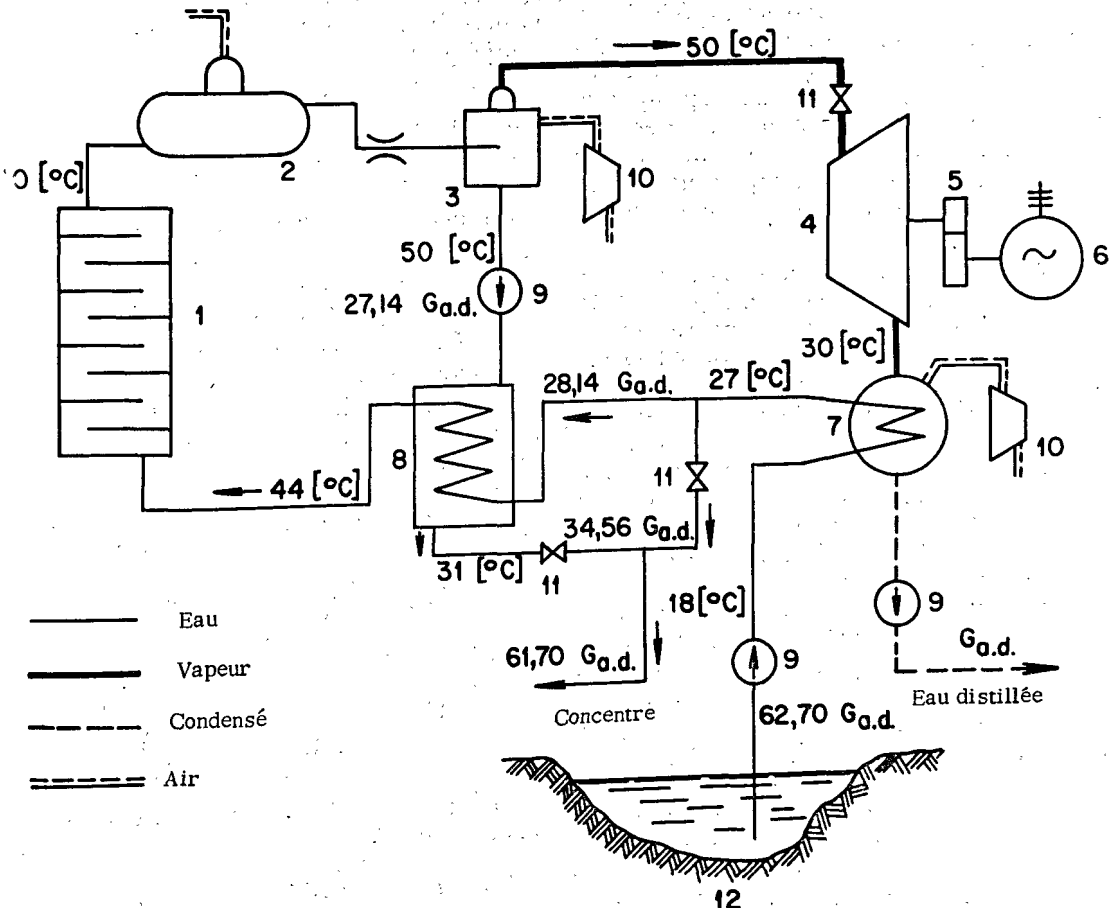 50 [°C]
11
2
10
5
[°C]
3
4
6
50 [°C]
9
1
27,14 Ga.d.
30 [°C]
28,14 Ga.d.
27 [°C]
7
8
10
11
44 [°C]
34,56 Ga.d.
31 [°C]
11
18 [°C]
9
Eau
9
Ga.d.
61,70 Ga.d.
Vapeur
Eau distillée
Concentre
62,70 Ga.d.
Condensé
Air
12